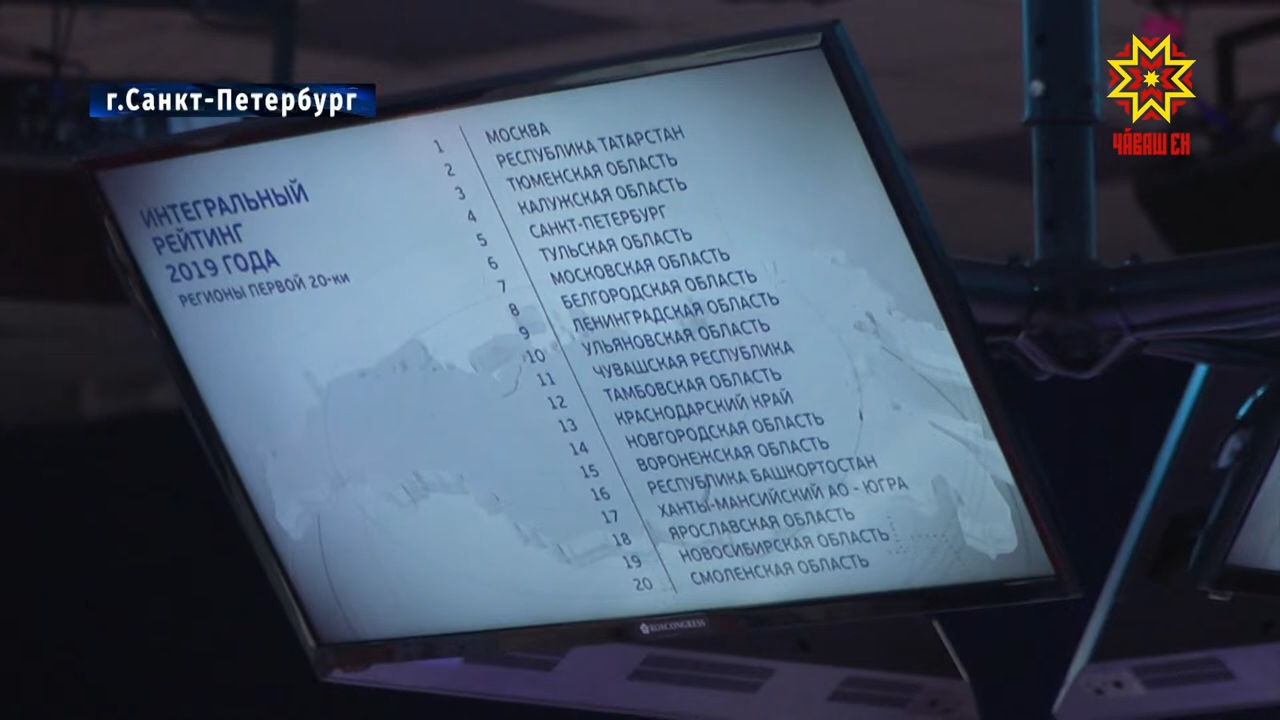 г.Санкт-Петербург
ЧӐВАШ ЕН
ИНТЕГРАЛЬНЫЙ
РЕЙТИНГ
2019 ГОДА
РЕГИОНЫ ПЕРВОЙ 20-КИ
1 МОСКВА
2 РЕСПУБЛИКА ТАТАРСТАН
3 ТЮМЕНСКАЯ ОБЛАСТЬ
4 КАЛУЖСКАЯ ОБЛАСТЬ
5 САНКТ-ПЕТЕРБУРГ
6 ТУЛЬСКАЯ ОБЛАСТЬ
7 МОСКОВСКАЯ ОБЛАСТЬ
8 БЕЛГОРОДСКАЯ ОБЛАСТЬ
9 ЛЕНИНГРАДСКАЯ ОБЛАСТЬ
10 УЛЬЯНОВСКАЯ ОБЛАСТЬ
11 ЧУВАШСКАЯ РЕСПУБЛИКА
12 ТАМБОВСКАЯ ОБЛАСТЬ
13 КРАСНОДАРСКИЙ КРАЙ
14 НОВГОРОДСКАЯ ОБЛАСТЬ
15 ВОРОНЕЖСКАЯ ОБЛАСТЬ
16 РЕСПУБЛИКА БАШКОРТОСТАН
17 ХАНТЫ-МАНСИЙСКИЙ АО - ЮГРА
18 ЯРОСЛАВСКАЯ ОБЛАСТЬ
19 НОВОСИБИРСКАЯ ОБЛАСТЬ
20 СМОЛЕНСКАЯ ОБЛАСТЬ
ROSCONGRESS